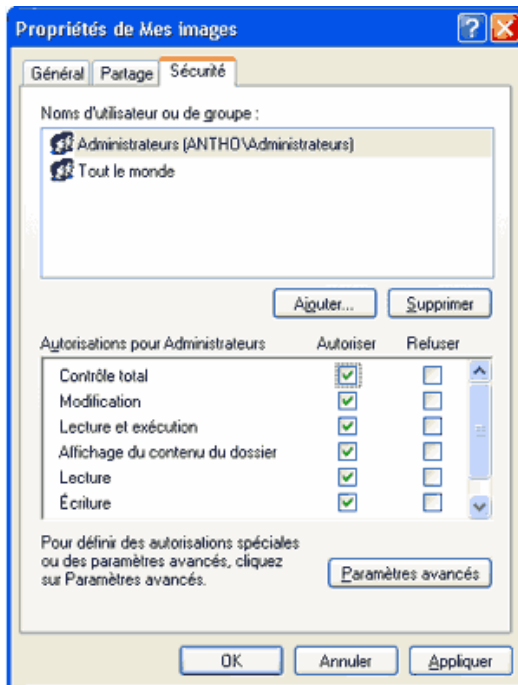 Propriétés de Mes images
Général Partage Sécurité
Noms d'utilisateur ou de groupe :
Administrateurs (ANTHO\Administrateurs)
Tout le monde
Ajouter... Supprimer
Autorisations pour Administrateurs Autoriser Refuser
Contrôle total
Modification
Lecture et exécution
Affichage du contenu du dossier
Lecture
Écriture
Pour définir des autorisations spéciales
ou des paramètres avancés, cliquez
sur Paramètres avancés.
Paramètres avancés
OK Annuler Appliquer